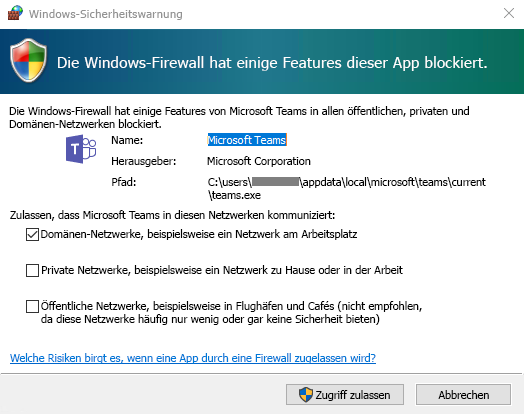 Windows-Sicherheitswarnung
Die Windows-Firewall hat einige Features dieser App blockiert.
Die Windows-Firewall hat einige Features von Microsoft Teams in allen öffentlichen, privaten und
Domänen-Netzwerken blockiert.
Name: Microsoft Teams
Herausgeber: Microsoft Corporation
Pfad: C:\users\ \appdata\local\microsoft\teams\current
\teams.exe
Zulassen, dass Microsoft Teams in diesen Netzwerken kommuniziert:
Domänen-Netzwerke, beispielsweise ein Netzwerk am Arbeitsplatz
Private Netzwerke, beispielsweise ein Netzwerk zu Hause oder in der Arbeit
Öffentliche Netzwerke, beispielsweise in Flughäfen und Cafés (nicht empfohlen,
da diese Netzwerke häufig nur wenig oder gar keine Sicherheit bieten)
Welche Risiken birgt es, wenn eine App durch eine Firewall zugelassen wird?
Zugriff zulassen
Abbrechen